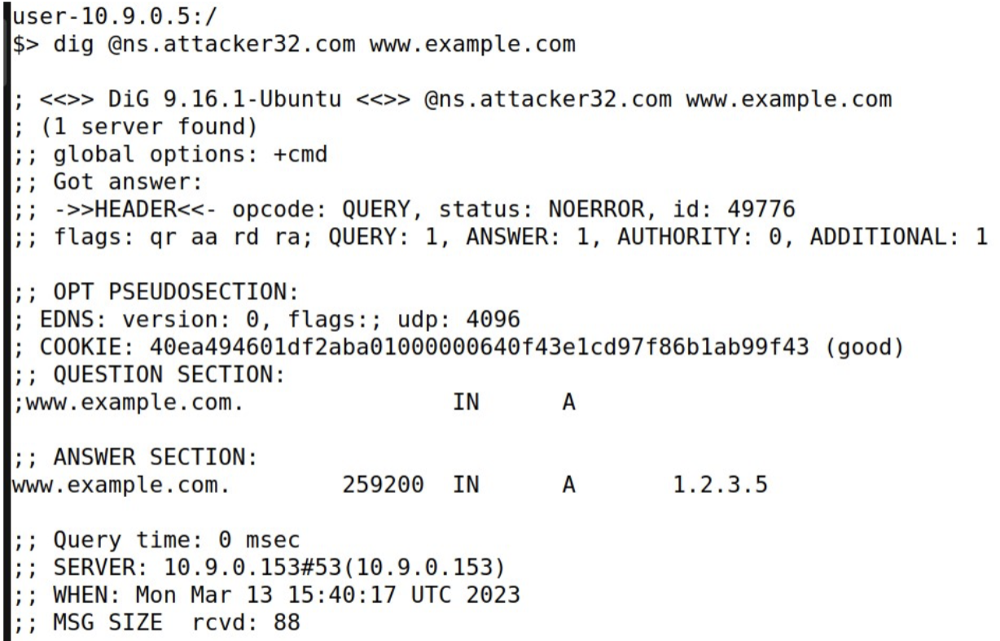 user-10.9.0.5:/
$> dig @ns.attacker32.com www.example.com
; <<>> DiG 9.16.1-Ubuntu <<>> @ns.attacker32.com www.example.com
; (1 server found)
;; global options: +cmd
;; Got answer:
;; ->>HEADER<<- opcode: QUERY, status: NOERROR, id: 49776
;; flags: qr aa rd ra; QUERY: 1, ANSWER: 1, AUTHORITY: 0, ADDITIONAL: 1
;; OPT PSEUDOSECTION:
; EDNS: version: 0, flags:; udp: 4096
; COOKIE: 40ea494601df2aba01000000640f43e1cd97f86b1ab99f43 (good)
;; QUESTION SECTION:
;www.example.com. IN A
;; ANSWER SECTION:
www.example.com. 259200 IN A 1.2.3.5
;; Query time: 0 msec
;; SERVER: 10.9.0.153#53(10.9.0.153)
;; WHEN: Mon Mar 13 15:40:17 UTC 2023
;; MSG SIZE rcvd: 88